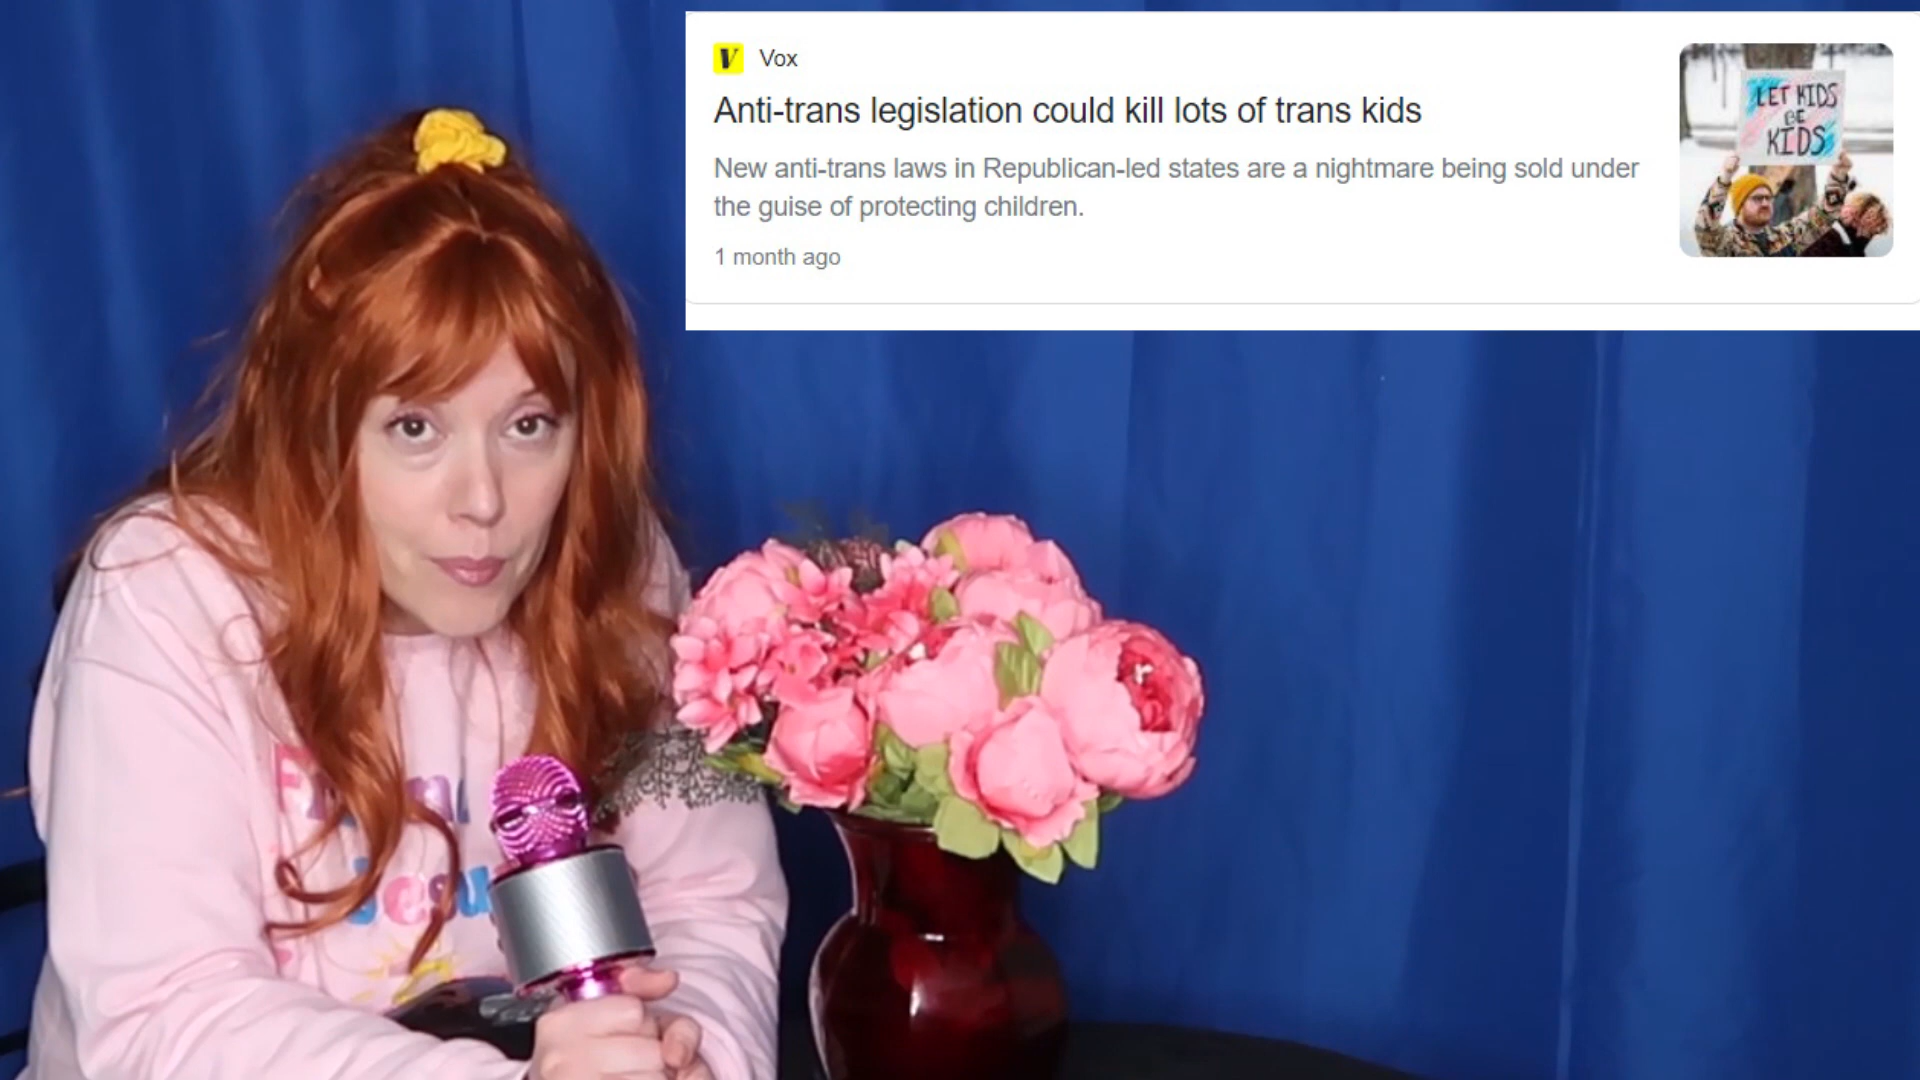 Vox
Anti-trans legislation could kill lots of trans kids
New anti-trans laws in Republican-led states are a nightmare being sold under
the guise of protecting children.
1 month ago
LET KIDS
BE
KIDS